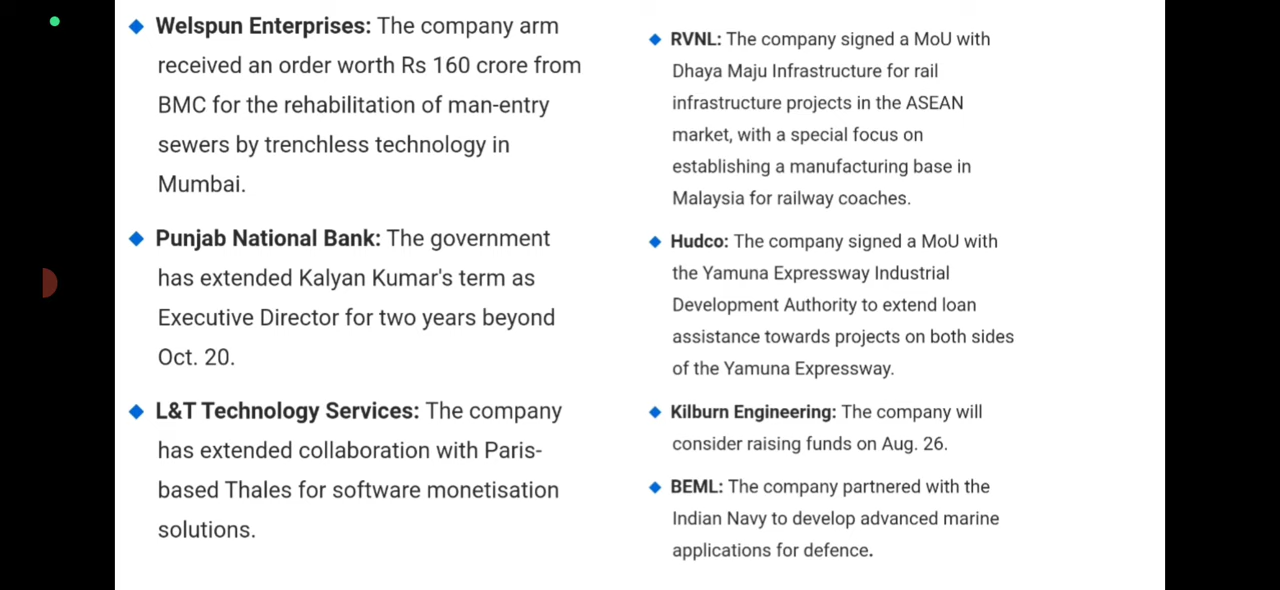 Welspun Enterprises: The company arm
received an order worth Rs 160 crore from
BMC for the rehabilitation of man-entry
sewers by trenchless technology in
Mumbai.
Punjab National Bank: The government
has extended Kalyan Kumar's term as
Executive Director for two years beyond
Oct. 20.
L&T Technology Services: The company
has extended collaboration with Paris-
based Thales for software monetisation
solutions.
RVNL: The company signed a MoU with
Dhaya Maju Infrastructure for rail
infrastructure projects in the ASEAN
market, with a special focus on
establishing a manufacturing base in
Malaysia for railway coaches.
Hudco: The company signed a MoU with
the Yamuna Expressway Industrial
Development Authority to extend loan
assistance towards projects on both sides
of the Yamuna Expressway.
Kilburn Engineering: The company will
consider raising funds on Aug. 26.
BEML: The company partnered with the
Indian Navy to develop advanced marine
applications for defence.